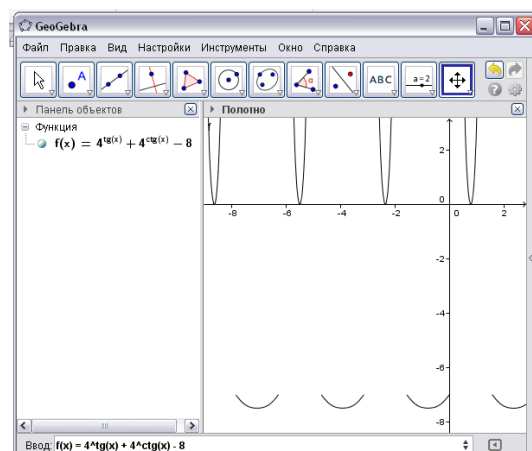 GeoGebra
Файл Правка Вид Настройки Инструменты Окно Справка
A α ABC a=2
Панель объектов
Полотно
Функция
f(x) = 4^tg(x) + 4^ctg(x) − 8
2
0
-8 -6 -4 -2 0 2
-2
-4
-6
-8
Ввод: f(x) = 4^tg(x) + 4^ctg(x) - 8